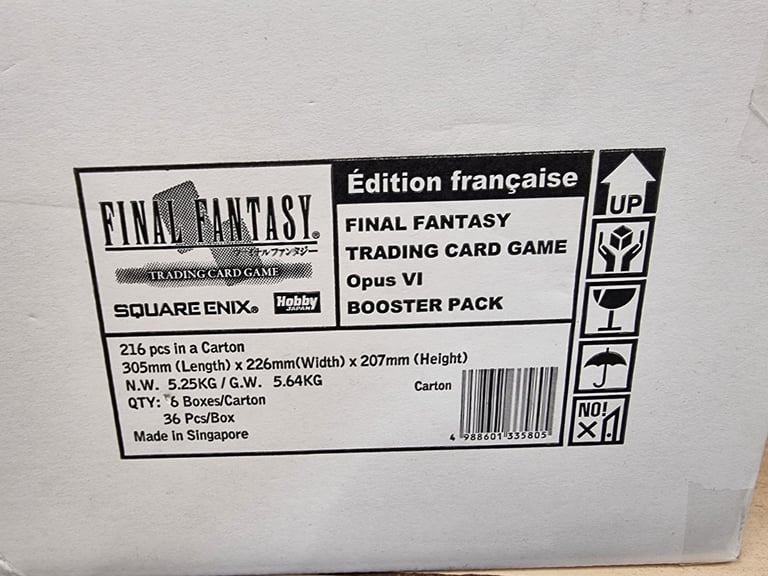 FINAL FANTASY®
ファイナルファンタジー
TRADING CARD GAME
SQUARE ENIX®
Hobby
JAPAN
Édition française
FINAL FANTASY
TRADING CARD GAME
Opus VI
BOOSTER PACK
UP
NO!
216 pcs in a Carton
305mm (Length) x 226mm(Width) x 207mm (Height)
N.W. 5.25KG / G.W. 5.64KG
QTY: 6 Boxes/Carton
36 Pcs/Box
Made in Singapore
Carton
4 988601 335805